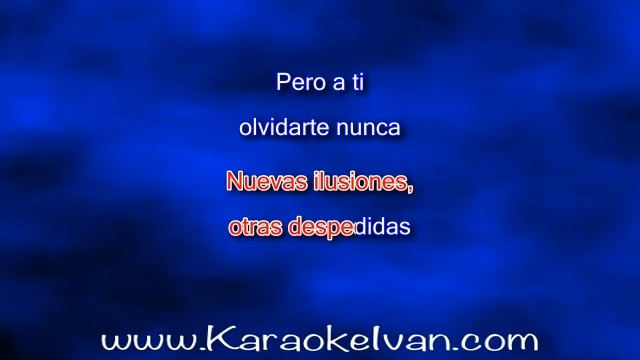 Pero a ti
olvidarte nunca
Nuevas ilusiones,
otras despedidas
www.KaraokeIvan.com